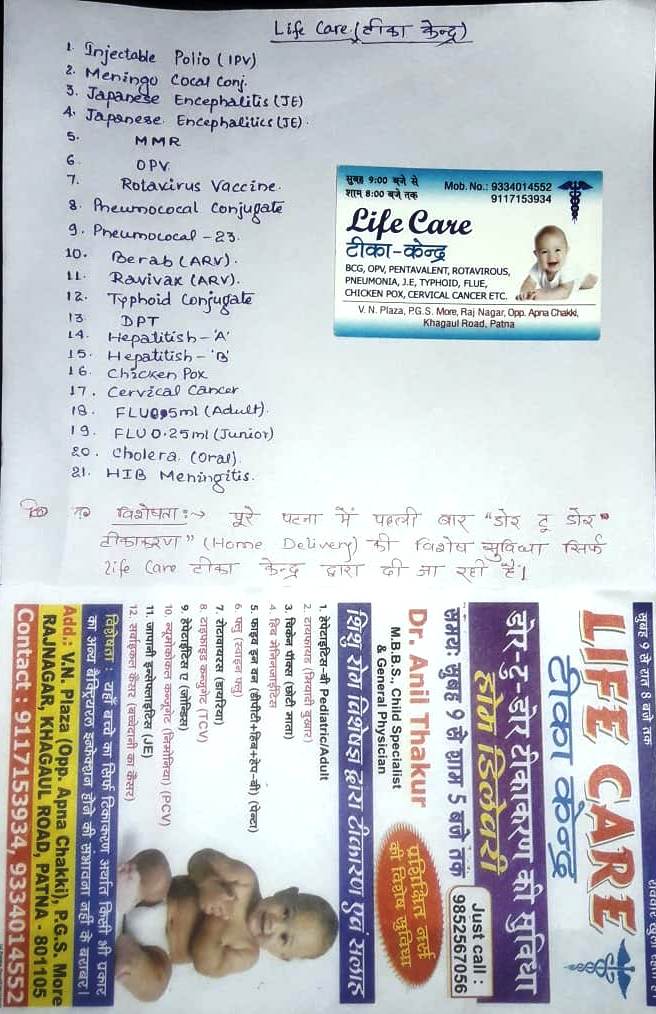 Life Care (टीका केन्द्र)
1. Injectable Polio (IPV)
2. Meningo Cocal Conj.
3. Japanese Encephalitis (JE)
4. Japanese Encephalitics (JE).
5. MMR
6. OPV
7. Rotavirus Vaccine.
8. Pneumococal Conjugate
9. Pneumococal - 23.
10. Berab (ARV).
11. Ravivax (ARV).
12. Typhoid Conjugate
13. DPT
14. Hepatitish - 'A'
15. Hepatitish - 'B'
16. Chicken Pox
17. Cervical Cancer
18. FLU 0.5ml (Adult).
19. FLU 0.25ml (Junior)
20. Cholera (Oral).
21. HIB Meningitis.
सुबह 9:00 बजे से
शाम 8:00 बजे तक
Mob. No.: 9334014552
9117153934
Life Care
टीका-केन्द्र
BCG, OPV, PENTAVALENT, ROTAVIROUS,
PNEUMONIA, J.E, TYPHOID, FLUE,
CHICKEN POX, CERVICAL CANCER ETC.
V. N. Plaza, P.G. S. More, Raj Nagar, Opp. Apna Chakki,
Khagaul Road, Patna
विशेषता :→ पूरे पटना में पहली बार "डोर टू डोर
टीकाकरण" (Home Delivery) की विशेष सुविधा सिर्फ
Life Care टीका केन्द्र द्वारा दी जा रही है।
सुबह 9 से रात 8 बजे तक
LIFE CARE
टीका केन्द्र
डोर-टु-डोर टीकाकरण की सुविधा
होम डिलेवरी
समय: सुबह 9 से शाम 5 बजे तक
Just call :
9852567056
Dr. Anil Thakur
M.B.B.S., Child Specialist
& General Physician
प्रशिक्षित नर्स
की विशेष सुविधा
शिशु रोग विशेषज्ञ द्वारा टीकारण एवं सलाह
1. हेपेटाइटिस-बी Pediatric/Adult
2. टायफायड (मियादी बुखार)
3. चिकेन पॉक्स (छोटी माता)
4. हिब मेनिनजाईटिस
5. फाइव इन वन (डीपीटी+हिब+हेप-बी) (पेन्टा)
6. फ्लु (स्वाइन फ्लु)
7. रोटावायरस (डायरिया)
8. टाइफाइड कन्जुगेट (TCV)
9. हेपेटाईटिस ए (जॉन्डिस)
10. न्यूमोकोकल कन्जुगेट (निमोनिया) (PCV)
11. जापानी इन्सेफ्लाइटिस (JE)
12. सर्वाइकल कैंसर (बच्चेदानी का कैंसर)
विशेषता : यहाँ बच्चे का सिर्फ टिकाकरण अर्थात किसी भी प्रकार
का अन्य बैक्ट्रियरल इन्फेक्शन होने की संभावना नहीं के बराबर।
Add.: V.N. Plaza (Opp. Apna Chakki), P.G.S. More
RAJNAGAR, KHAGAUL ROAD, PATNA - 801105
Contact : 9117153934, 9334014552